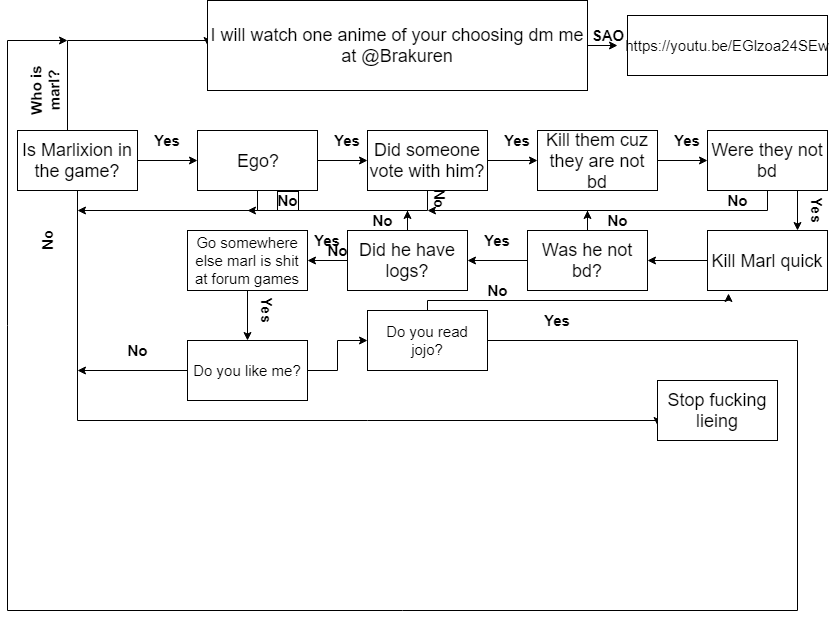 I will watch one anime of your choosing dm me
at @Brakuren
SAO
https://youtu.be/EGlzoa24SEw
Who is
marl?
Is Marlixion in
the game?
Yes
Ego?
Yes
Did someone
vote with him?
Yes
Kill them cuz
they are not
bd
Yes
Were they not
bd
No
No
No
Yes
No
Go somewhere
else marl is shit
at forum games
Yes
No
Did he have
logs?
No
Yes
Was he not
bd?
No
Kill Marl quick
Yes
No
Do you like me?
Do you read
jojo?
No
Yes
Stop fucking
lieing